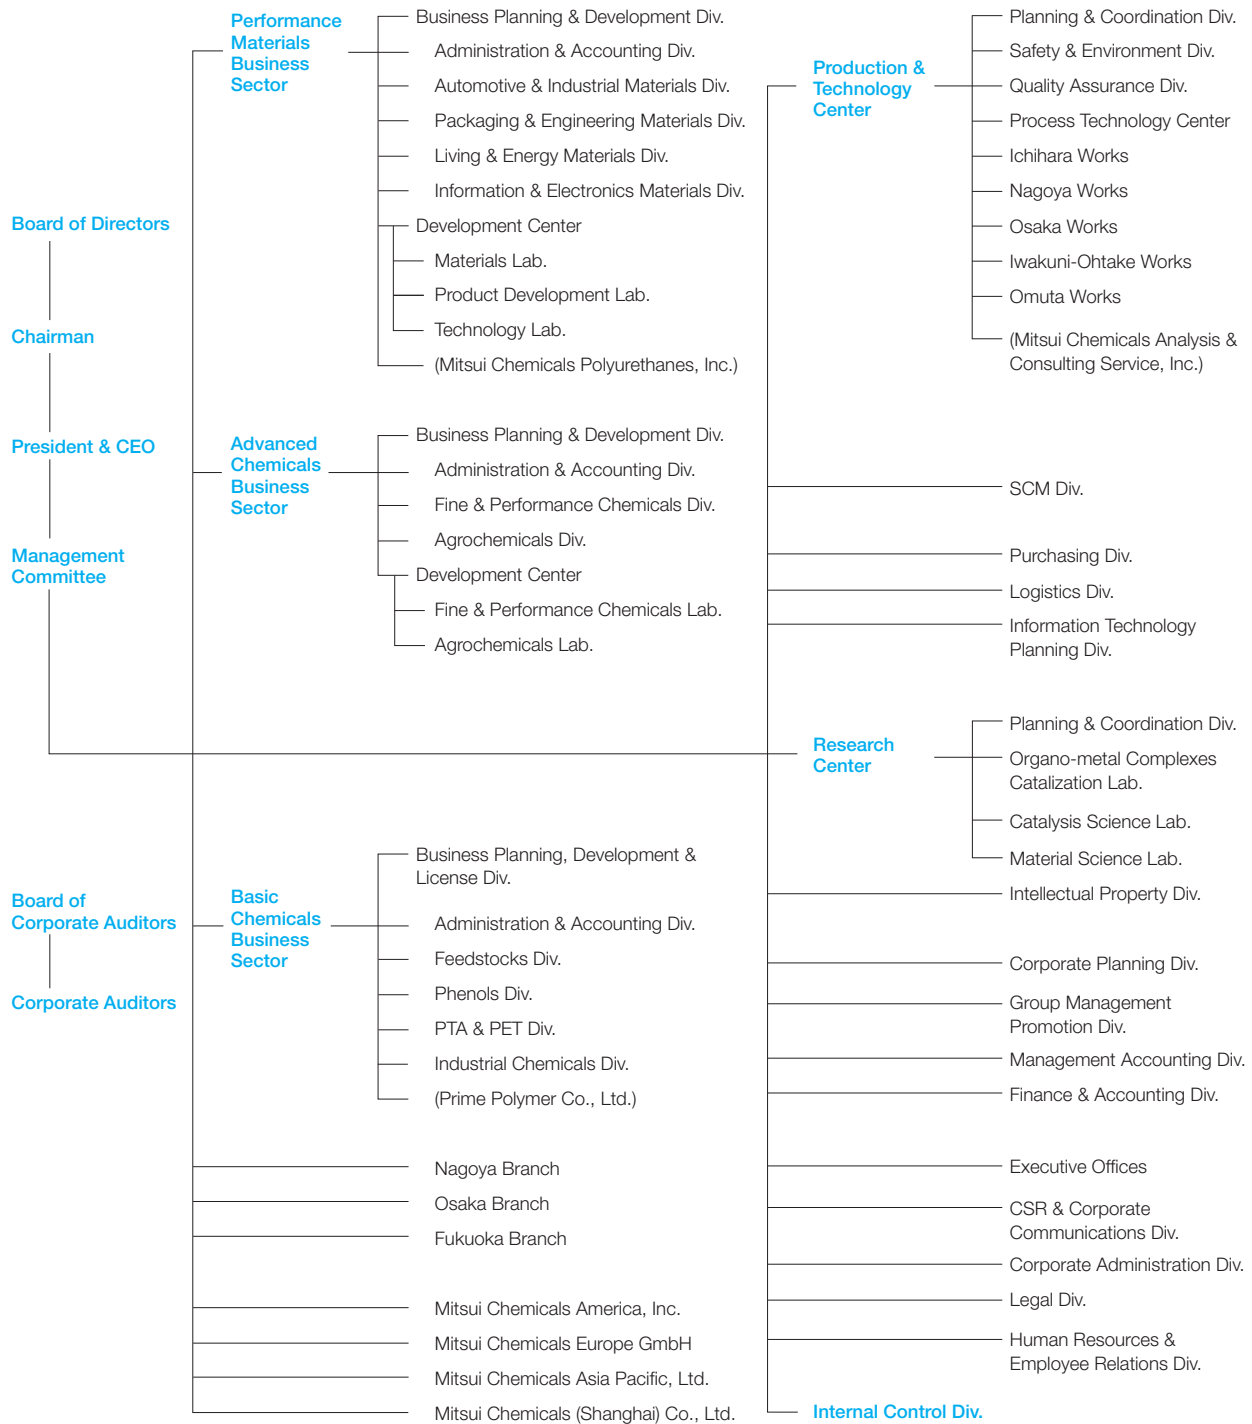 Board of Directors
Chairman
President & CEO
Management
Committee
Board of
Corporate Auditors
Corporate Auditors
Performance
Materials
Business
Sector
Business Planning & Development Div.
Administration & Accounting Div.
Automotive & Industrial Materials Div.
Packaging & Engineering Materials Div.
Living & Energy Materials Div.
Information & Electronics Materials Div.
Development Center
Materials Lab.
Product Development Lab.
Technology Lab.
(Mitsui Chemicals Polyurethanes, Inc.)
Advanced
Chemicals
Business
Sector
Business Planning & Development Div.
Administration & Accounting Div.
Fine & Performance Chemicals Div.
Agrochemicals Div.
Development Center
Fine & Performance Chemicals Lab.
Agrochemicals Lab.
Basic
Chemicals
Business
Sector
Business Planning, Development &
License Div.
Administration & Accounting Div.
Feedstocks Div.
Phenols Div.
PTA & PET Div.
Industrial Chemicals Div.
(Prime Polymer Co., Ltd.)
Nagoya Branch
Osaka Branch
Fukuoka Branch
Mitsui Chemicals America, Inc.
Mitsui Chemicals Europe GmbH
Mitsui Chemicals Asia Pacific, Ltd.
Mitsui Chemicals (Shanghai) Co., Ltd.
Production &
Technology
Center
Planning & Coordination Div.
Safety & Environment Div.
Quality Assurance Div.
Process Technology Center
Ichihara Works
Nagoya Works
Osaka Works
Iwakuni-Ohtake Works
Omuta Works
(Mitsui Chemicals Analysis &
Consulting Service, Inc.)
SCM Div.
Purchasing Div.
Logistics Div.
Information Technology
Planning Div.
Research
Center
Planning & Coordination Div.
Organo-metal Complexes
Catalization Lab.
Catalysis Science Lab.
Material Science Lab.
Intellectual Property Div.
Corporate Planning Div.
Group Management
Promotion Div.
Management Accounting Div.
Finance & Accounting Div.
Executive Offices
CSR & Corporate
Communications Div.
Corporate Administration Div.
Legal Div.
Human Resources &
Employee Relations Div.
Internal Control Div.